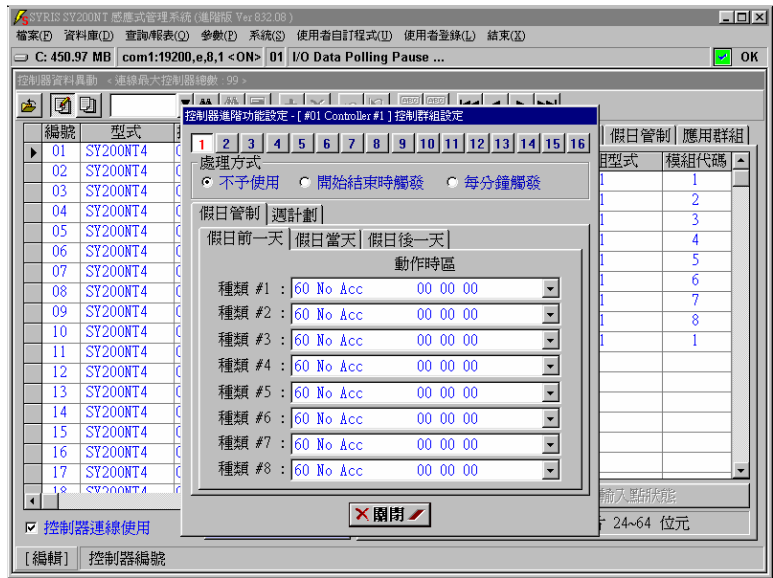 SYRIS SY200NT 感應式管理系統 (進階版 Ver 832.08 )
檔案(F) 資料庫(D) 查詢/報表(Q) 參數(P) 系統(S) 使用者自訂程式(U) 使用者登錄(L) 結束(X)
C: 450.97 MB com1:19200,e,8,1 <ON> 01 I/O Data Polling Pause ... OK
控制器資料異動 < 連線最大控制器總數 : 99 >
控制器進階功能設定 - [ #01 Controller #1 ] 控制群組設定
1 2 3 4 5 6 7 8 9 10 11 12 13 14 15 16
處理方式
不予使用 開始結束時觸發 每分鐘觸發
假日管制 週計劃
假日前一天 假日當天 假日後一天
動作時區
種類 #1 : 60 No Acc 00 00 00
種類 #2 : 60 No Acc 00 00 00
種類 #3 : 60 No Acc 00 00 00
種類 #4 : 60 No Acc 00 00 00
種類 #5 : 60 No Acc 00 00 00
種類 #6 : 60 No Acc 00 00 00
種類 #7 : 60 No Acc 00 00 00
種類 #8 : 60 No Acc 00 00 00
關閉
編號 型式
01 SY200NT4
02 SY200NT4
03 SY200NT4
04 SY200NT4
05 SY200NT4
06 SY200NT4
07 SY200NT4
08 SY200NT4
09 SY200NT4
10 SY200NT4
11 SY200NT4
12 SY200NT4
13 SY200NT4
14 SY200NT4
15 SY200NT4
16 SY200NT4
17 SY200NT4
18 SY200NT4
假日管制 應用群組
組型式 模組代碼
1 1
1 2
1 3
1 4
1 5
1 6
1 7
1 8
1 1
輸入點狀態
控制器連線使用
24~64 位元
[編輯] 控制器編號